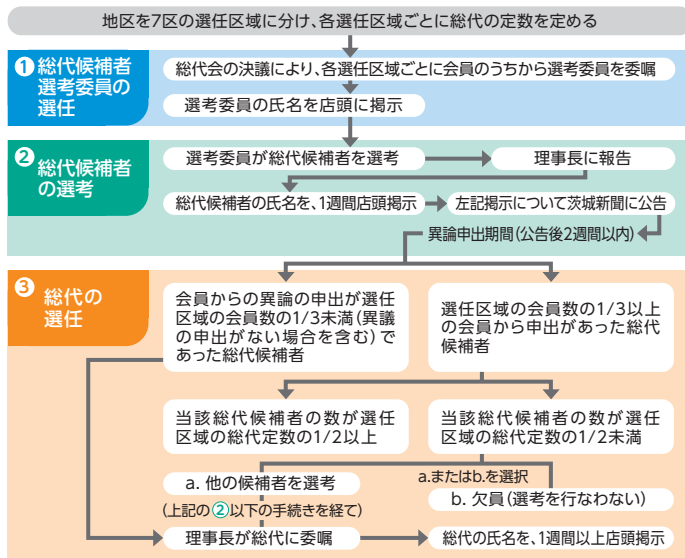 地区を7区の選任区域に分け、各選任区域ごとに総代の定数を定める
❶総代候補者
選考委員の
選任
総代会の決議により、各選任区域ごとに会員のうちから選考委員を委嘱
選考委員の氏名を店頭に掲示
❷総代候補者
の選考
選考委員が総代候補者を選考
理事長に報告
総代候補者の氏名を、1週間店頭掲示
左記掲示について茨城新聞に公告
異論申出期間(公告後2週間以内)
❸総代の
選任
会員からの異論の申出が選任
区域の会員数の1/3未満(異議
の申出がない場合を含む)で
あった総代候補者
選任区域の会員数の1/3以上
の会員から申出があった総代
候補者
当該総代候補者の数が選任
区域の総代定数の1/2以上
当該総代候補者の数が選任
区域の総代定数の1/2未満
a.またはb.を選択
a. 他の候補者を選考
(上記の②以下の手続きを経て)
b. 欠員(選考を行なわない)
理事長が総代に委嘱
総代の氏名を、1週間以上店頭掲示